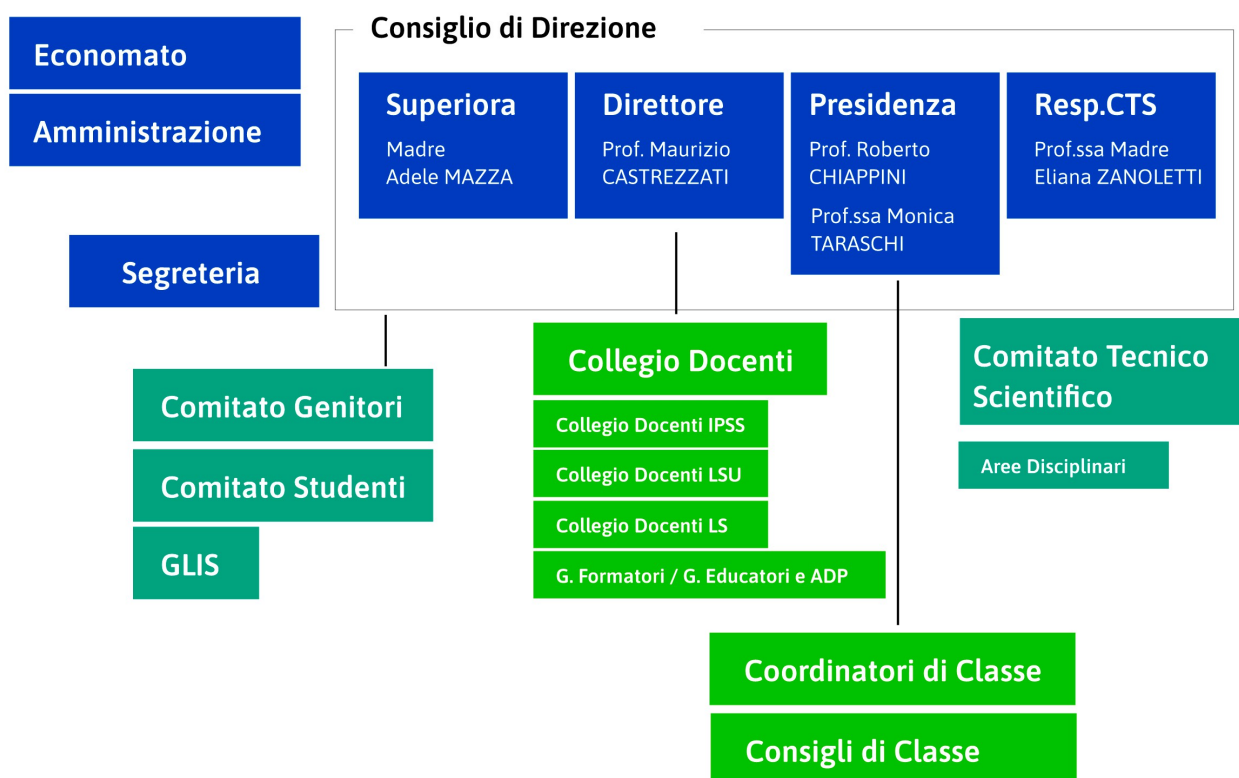 Economato
Amministrazione
Segreteria
Consiglio di Direzione
Superiora
Madre
Adele MAZZA
Direttore
Prof. Maurizio
CASTREZZATI
Presidenza
Prof. Roberto
CHIAPPINI
Prof.ssa Monica
TARASCHI
Resp.CTS
Prof.ssa Madre
Eliana ZANOLETTI
Comitato Genitori
Comitato Studenti
GLIS
Collegio Docenti
Collegio Docenti IPSS
Collegio Docenti LSU
Collegio Docenti LS
G. Formatori / G. Educatori e ADP
Comitato Tecnico
Scientifico
Aree Disciplinari
Coordinatori di Classe
Consigli di Classe